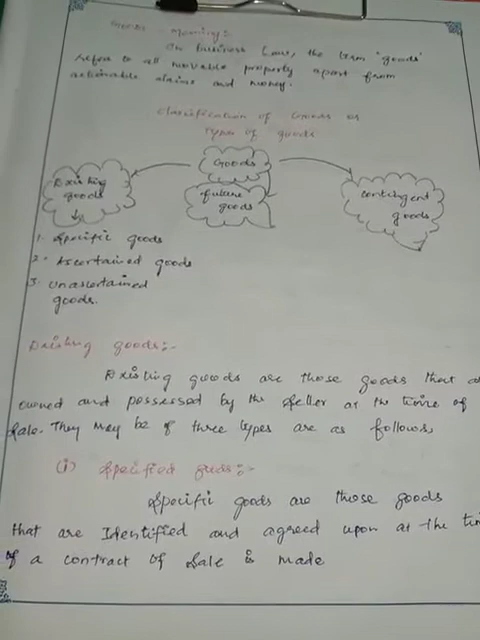 Goods - Meaning:
In business Law, the term 'goods'
refers to all movable property apart from
actionable claims and money.
Classification of Goods or
Types of goods
Goods
Existing
goods
future
goods
contingent
goods
1. Specific goods
2. Ascertained goods
3. Unascertained
goods.
Existing goods:-
Existing goods are those goods that a
owned and possessed by the Seller at the time of
Sale. They may be of three types are as follows
(i) Specified guds:-
Specific goods are those goods
that are Identified and agreed upon at the tim
of a contract of Sale is made